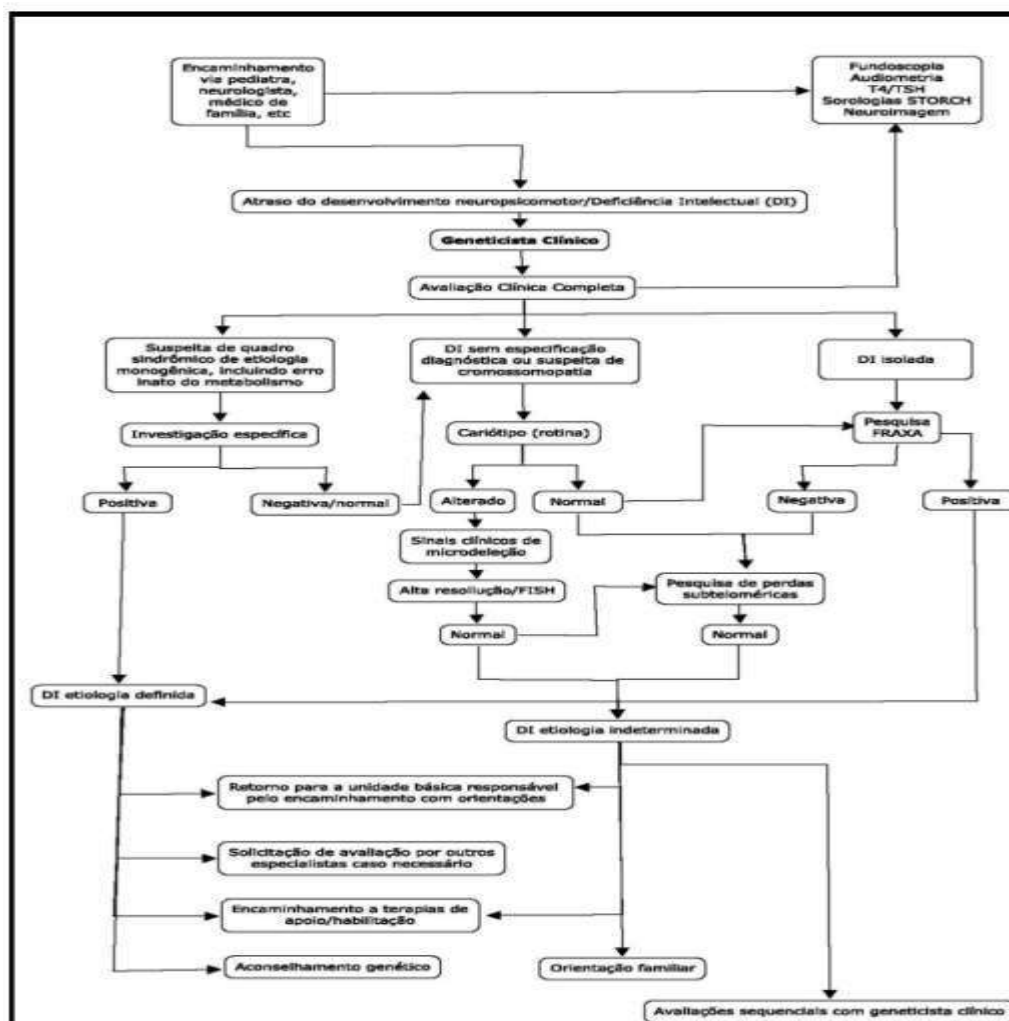 Encaminhamento
via pediatra,
neurologista,
médico de
família, etc
Fundoscopia
Audiometria
T4/TSH
Sorologias STORCH
Neuroimagem
Atraso do desenvolvimento neuropsicomotor/Deficiência Intelectual (DI)
Geneticista Clínico
Avaliação Clínica Completa
Suspeita de quadro
sindrômico de etiologia
monogênica, incluindo erro
inato do metabolismo
DI sem especificação
diagnóstica ou suspeita de
cromossomopatia
DI isolada
Investigação específica
Cariótipo (rotina)
Pesquisa
FRAXA
Positiva
Negativa/normal
Alterado
Normal
Negativa
Positiva
Sinais clínicos de
microdeleção
Alta resolução/FISH
Pesquisa de perdas
subteloméricas
Normal
Normal
DI etiologia definida
DI etiologia indeterminada
Retorno para a unidade básica responsável
pelo encaminhamento com orientações
Solicitação de avaliação por outros
especialistas caso necessário
Encaminhamento a terapias de
apoio/habilitação
Aconselhamento genético
Orientação familiar
Avaliações sequenciais com geneticista clínico